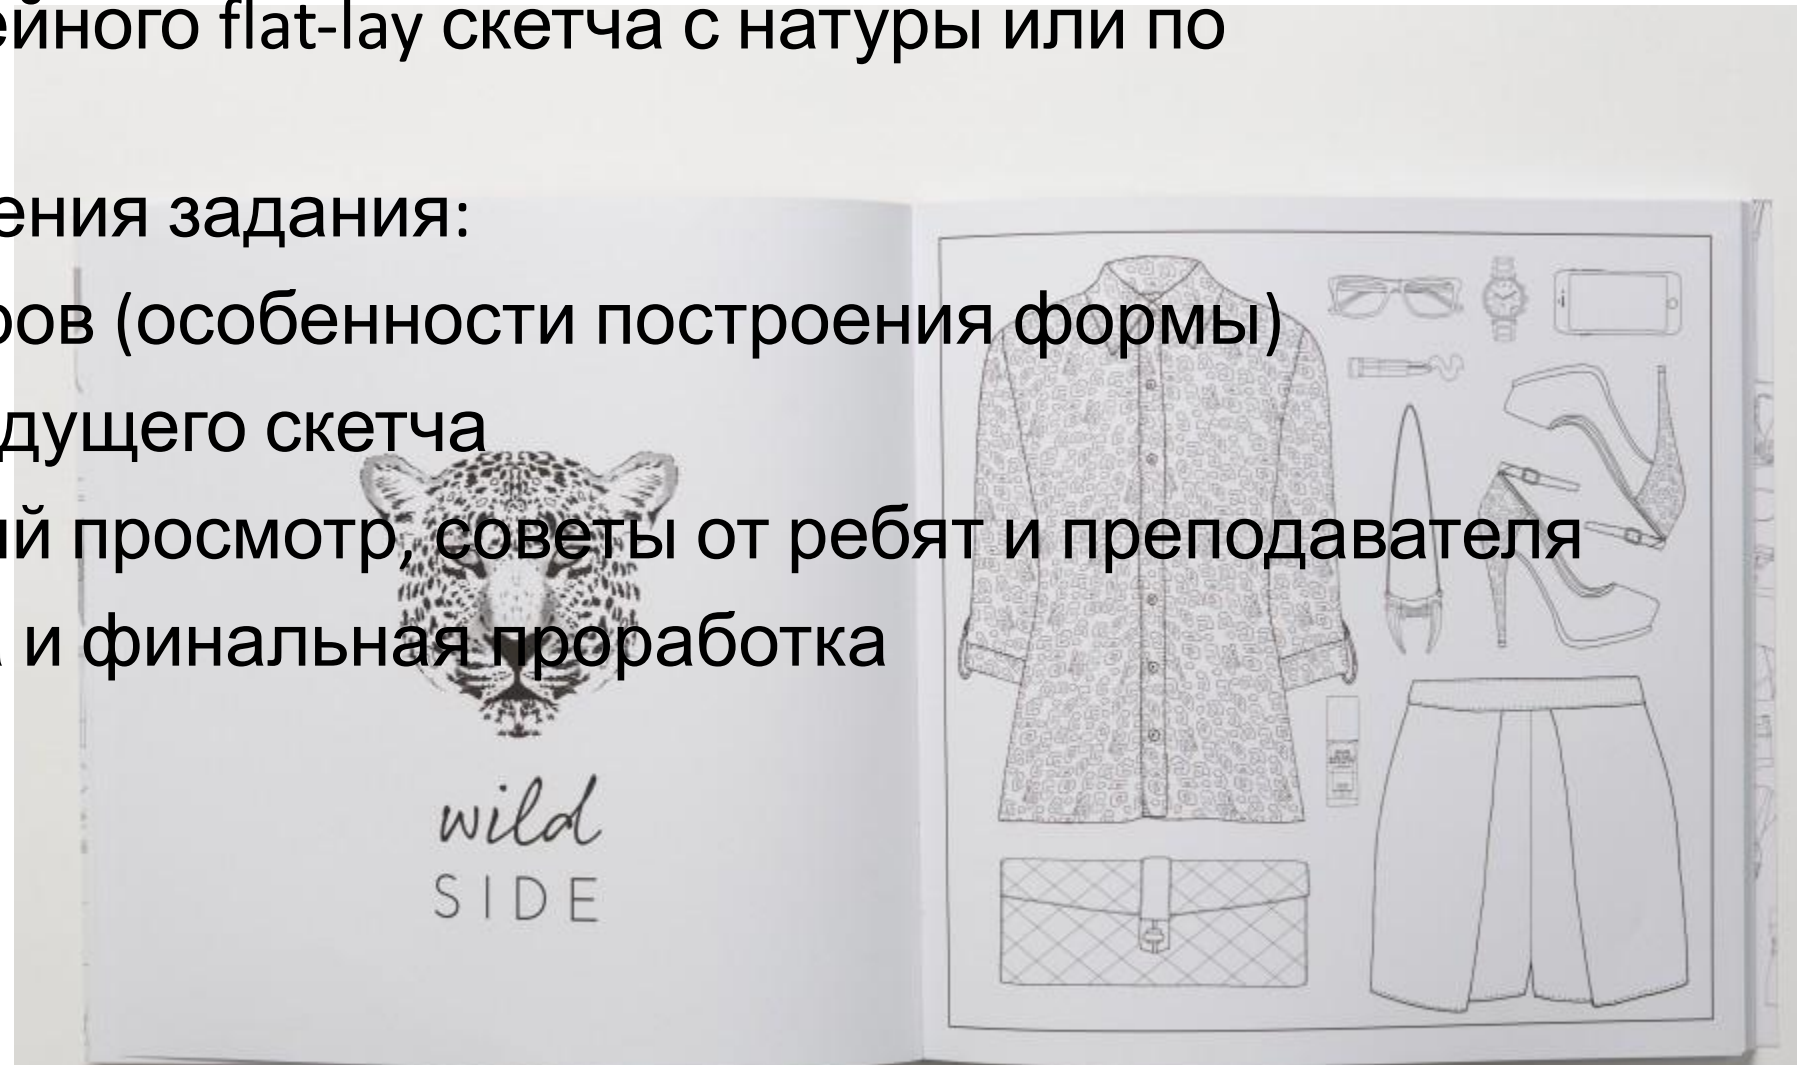 ейного flat-lay скетча с натуры или по
ения задания:
ров (особенности построения формы)
дущего скетча
ый просмотр, советы от ребят и преподавателя
и финальная проработка
wild
SIDE